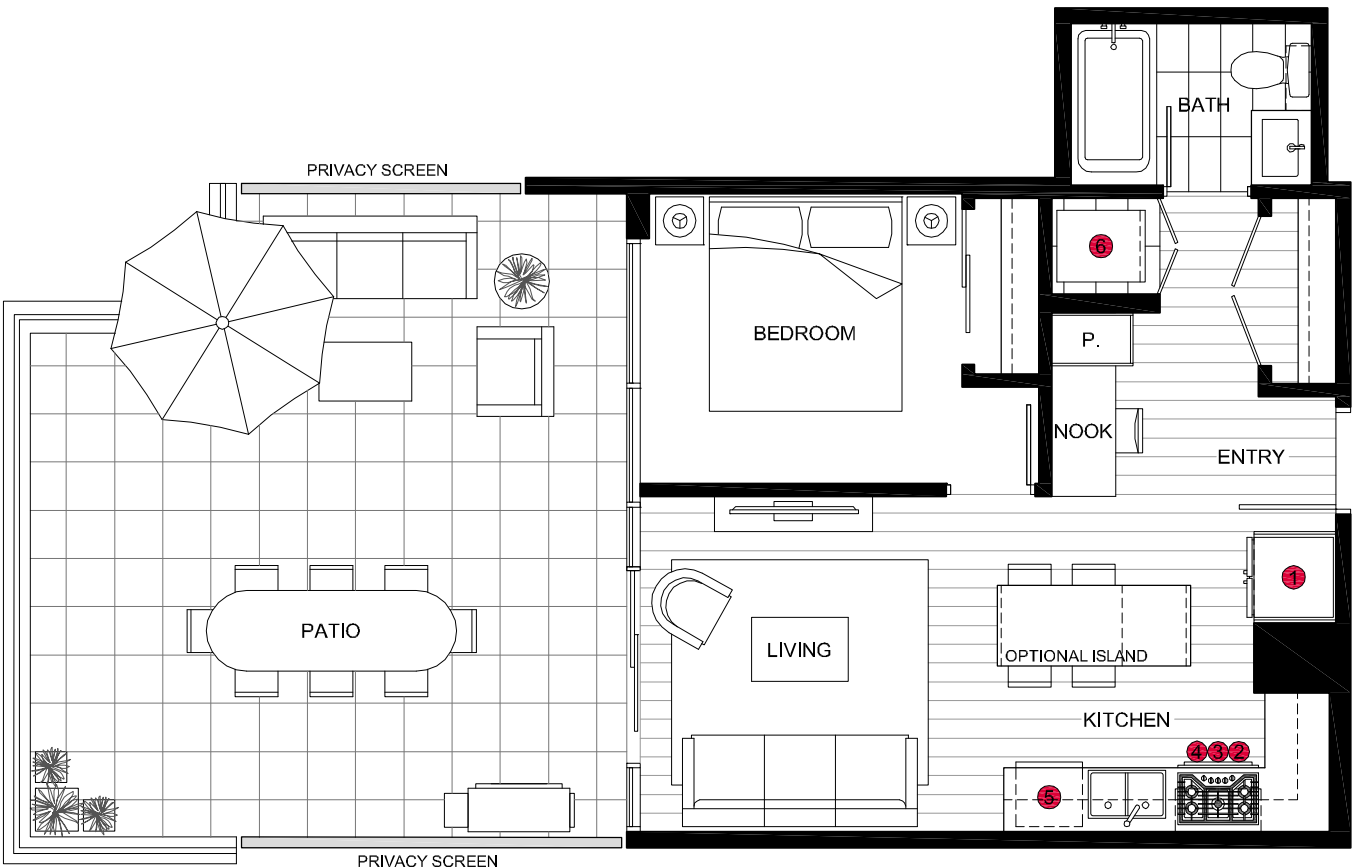 BATH
PRIVACY SCREEN
6
BEDROOM
P.
NOOK
ENTRY
1
PATIO
LIVING
OPTIONAL ISLAND
KITCHEN
4 3 2
5
PRIVACY SCREEN